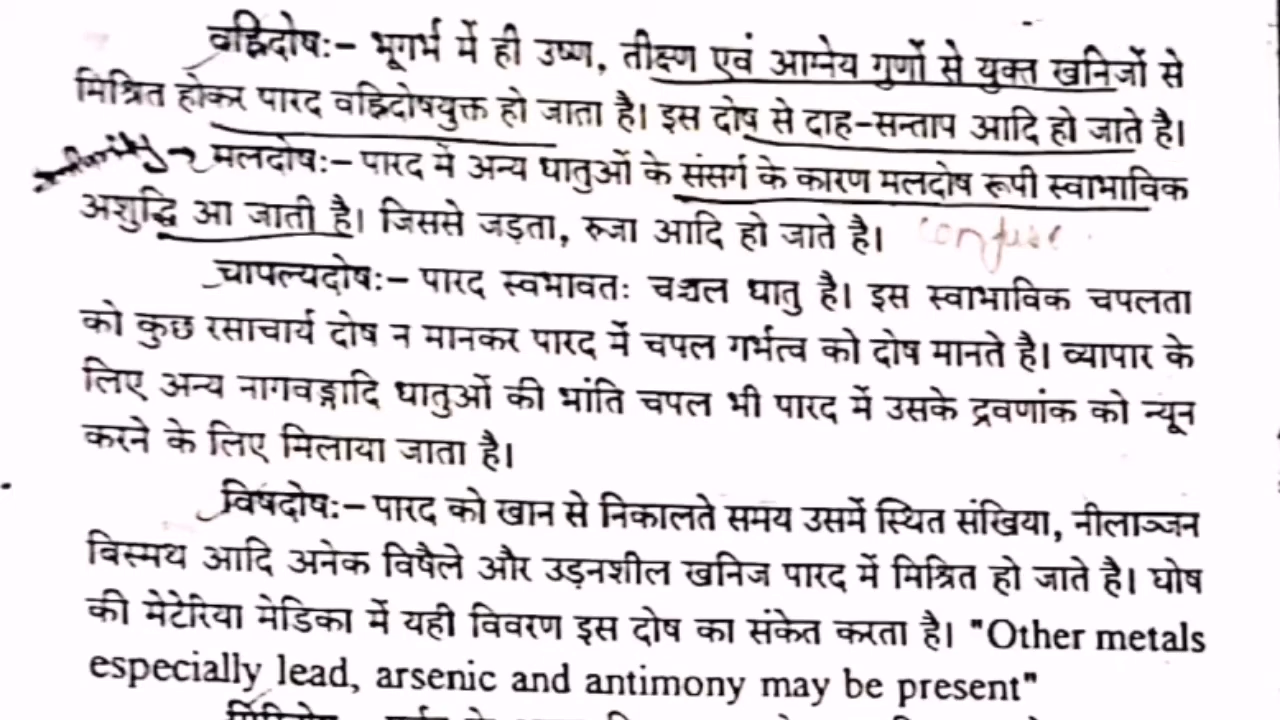 वह्निदोषः– भूगर्भ में ही उष्ण, तीक्ष्ण एवं आग्नेय गुणों से युक्त खनिजों से
मिश्रित होकर पारद वह्निदोषयुक्त हो जाता है। इस दोष से दाह-सन्ताप आदि हो जाते है।
मलदोषः– पारद में अन्य धातुओं के संसर्ग के कारण मलदोष रूपी स्वाभाविक
अशुद्धि आ जाती है। जिससे जड़ता, रुजा आदि हो जाते है।
चापल्यदोषः– पारद स्वभावतः चञ्चल धातु है। इस स्वाभाविक चपलता
को कुछ रसाचार्य दोष न मानकर पारद में चपल गर्भत्व को दोष मानते है। व्यापार के
लिए अन्य नागवङ्गादि धातुओं की भांति चपल भी पारद में उसके द्रवणांक को न्यून
करने के लिए मिलाया जाता है।
विषदोषः– पारद को खान से निकालते समय उसमें स्थित संखिया, नीलाञ्जन
बिस्मथ आदि अनेक विषैले और उड़नशील खनिज पारद में मिश्रित हो जाते है। घोष
की मेटेरिया मेडिका में यही विवरण इस दोष का संकेत करता है। "Other metals
especially lead, arsenic and antimony may be present"